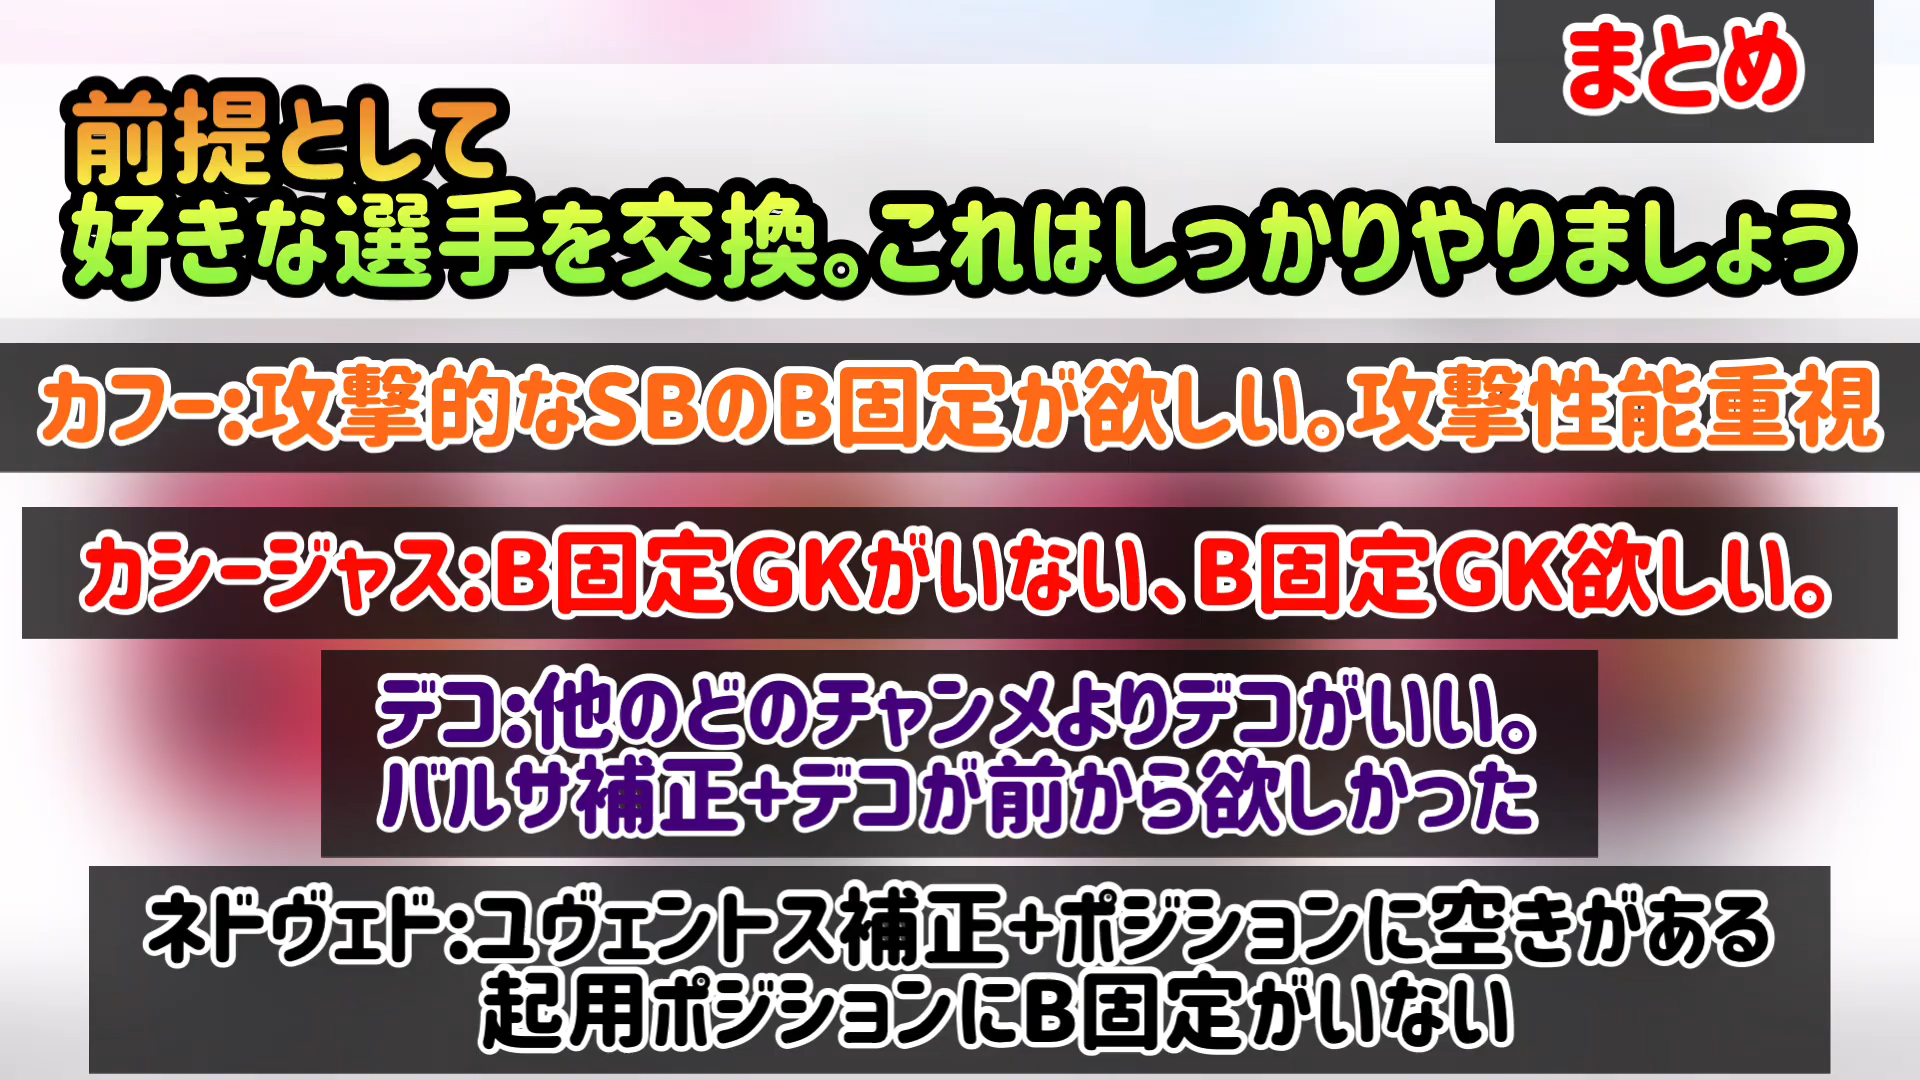 まとめ
前提として
好きな選手を交換。これはしっかりやりましょう
カフー:攻撃的なSBのB固定が欲しい。攻撃性能重視
カシージャス:B固定GKがいない、B固定GK欲しい。
デコ:他のどのチャンメよりデコがいい。
バルサ補正+デコが前から欲しかった
ネドヴェド:ユヴェントス補正+ポジションに空きがある
起用ポジションにB固定がいない